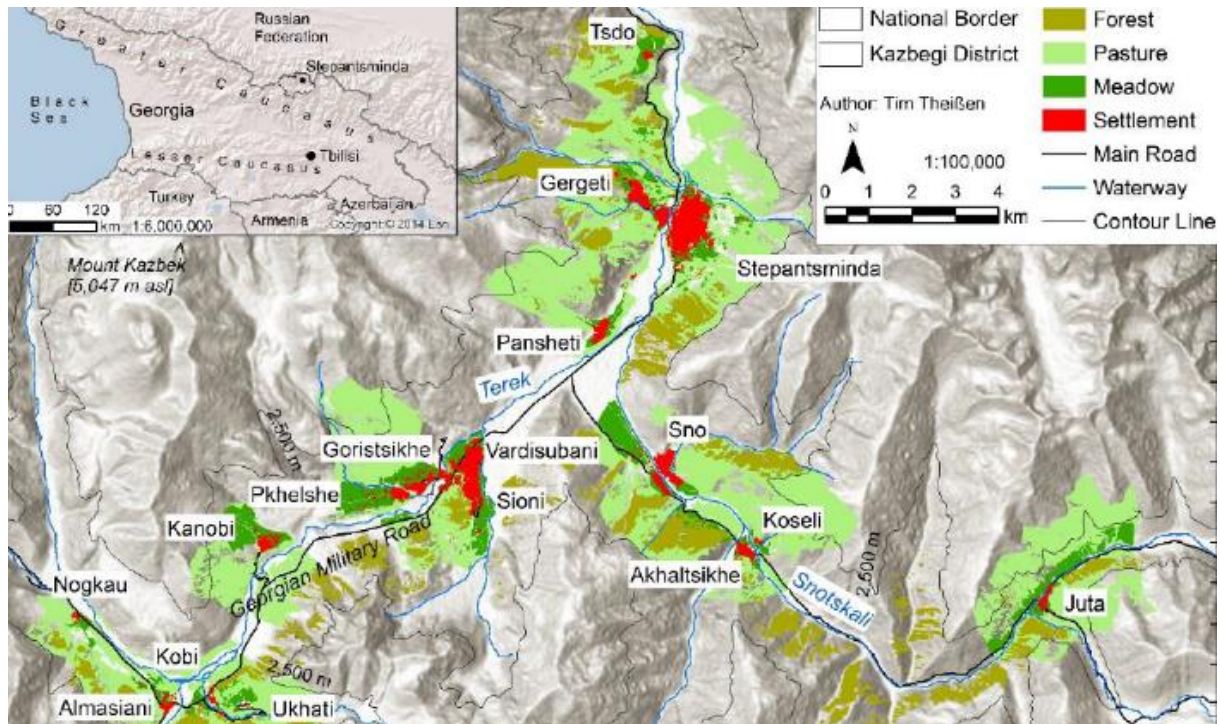 Russian
Federation
Greater Caucasus
Stepantsminda
Black
Sea
Georgia
Lesser Caucasus
Tbilisi
Turkey
Armenia
Azerbaijan
0 60 120
km 1:6,000,000
Copyright:© 2014 Esri
National Border
Kazbegi District
Author: Tim Theißen
N
1:100,000
0 1 2 3 4
km
Forest
Pasture
Meadow
Settlement
Main Road
Waterway
Contour Line
Tsdo
Gergeti
Stepantsminda
Mount Kazbek
[5,047 m asl]
Pansheti
Terek
2,500 m
Goristsikhe
Vardisubani
Sno
Pkhelshe
Sioni
Kanobi
Koseli
Georgian Military Road
Akhaltsikhe
2,500 m
Nogkau
Snotskali
Juta
Kobi
2,500 m
Almasiani
Ukhati